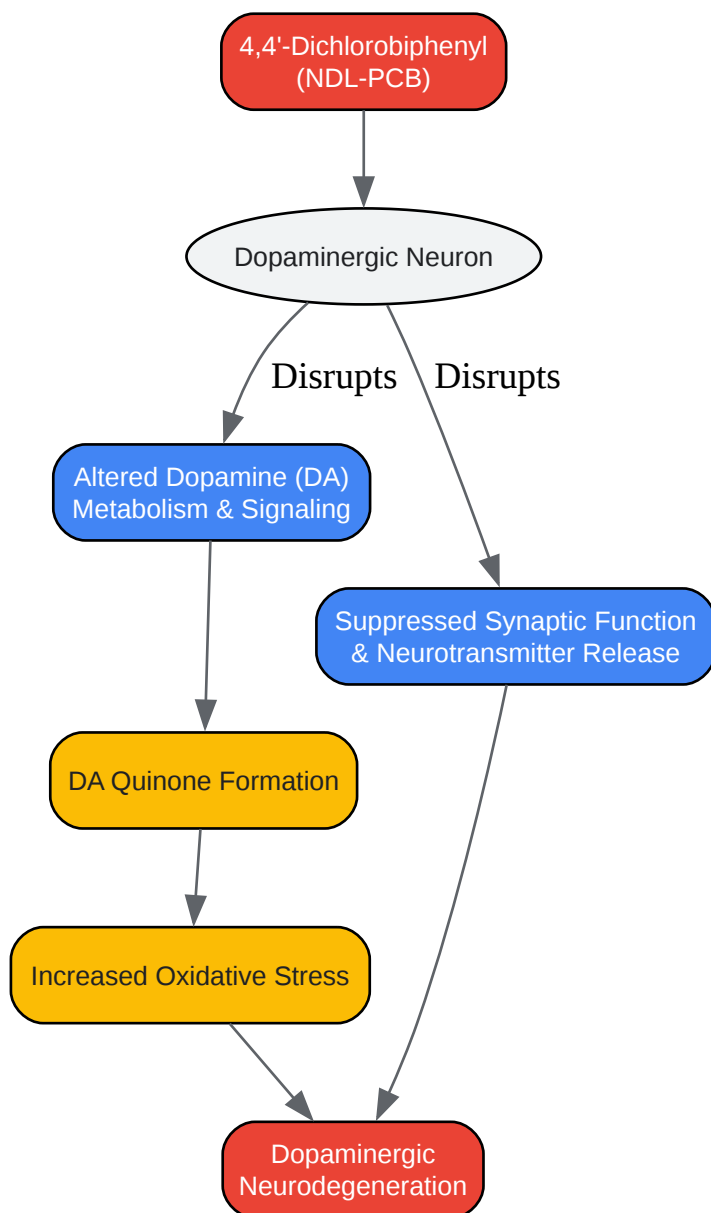 4,4'-Dichlorobiphenyl
(NDL-PCB)
Dopaminergic Neuron
Disrupts
Disrupts
Altered Dopamine (DA)
Metabolism & Signaling
Suppressed Synaptic Function
& Neurotransmitter Release
DA Quinone Formation
Increased Oxidative Stress
Dopaminergic
Neurodegeneration